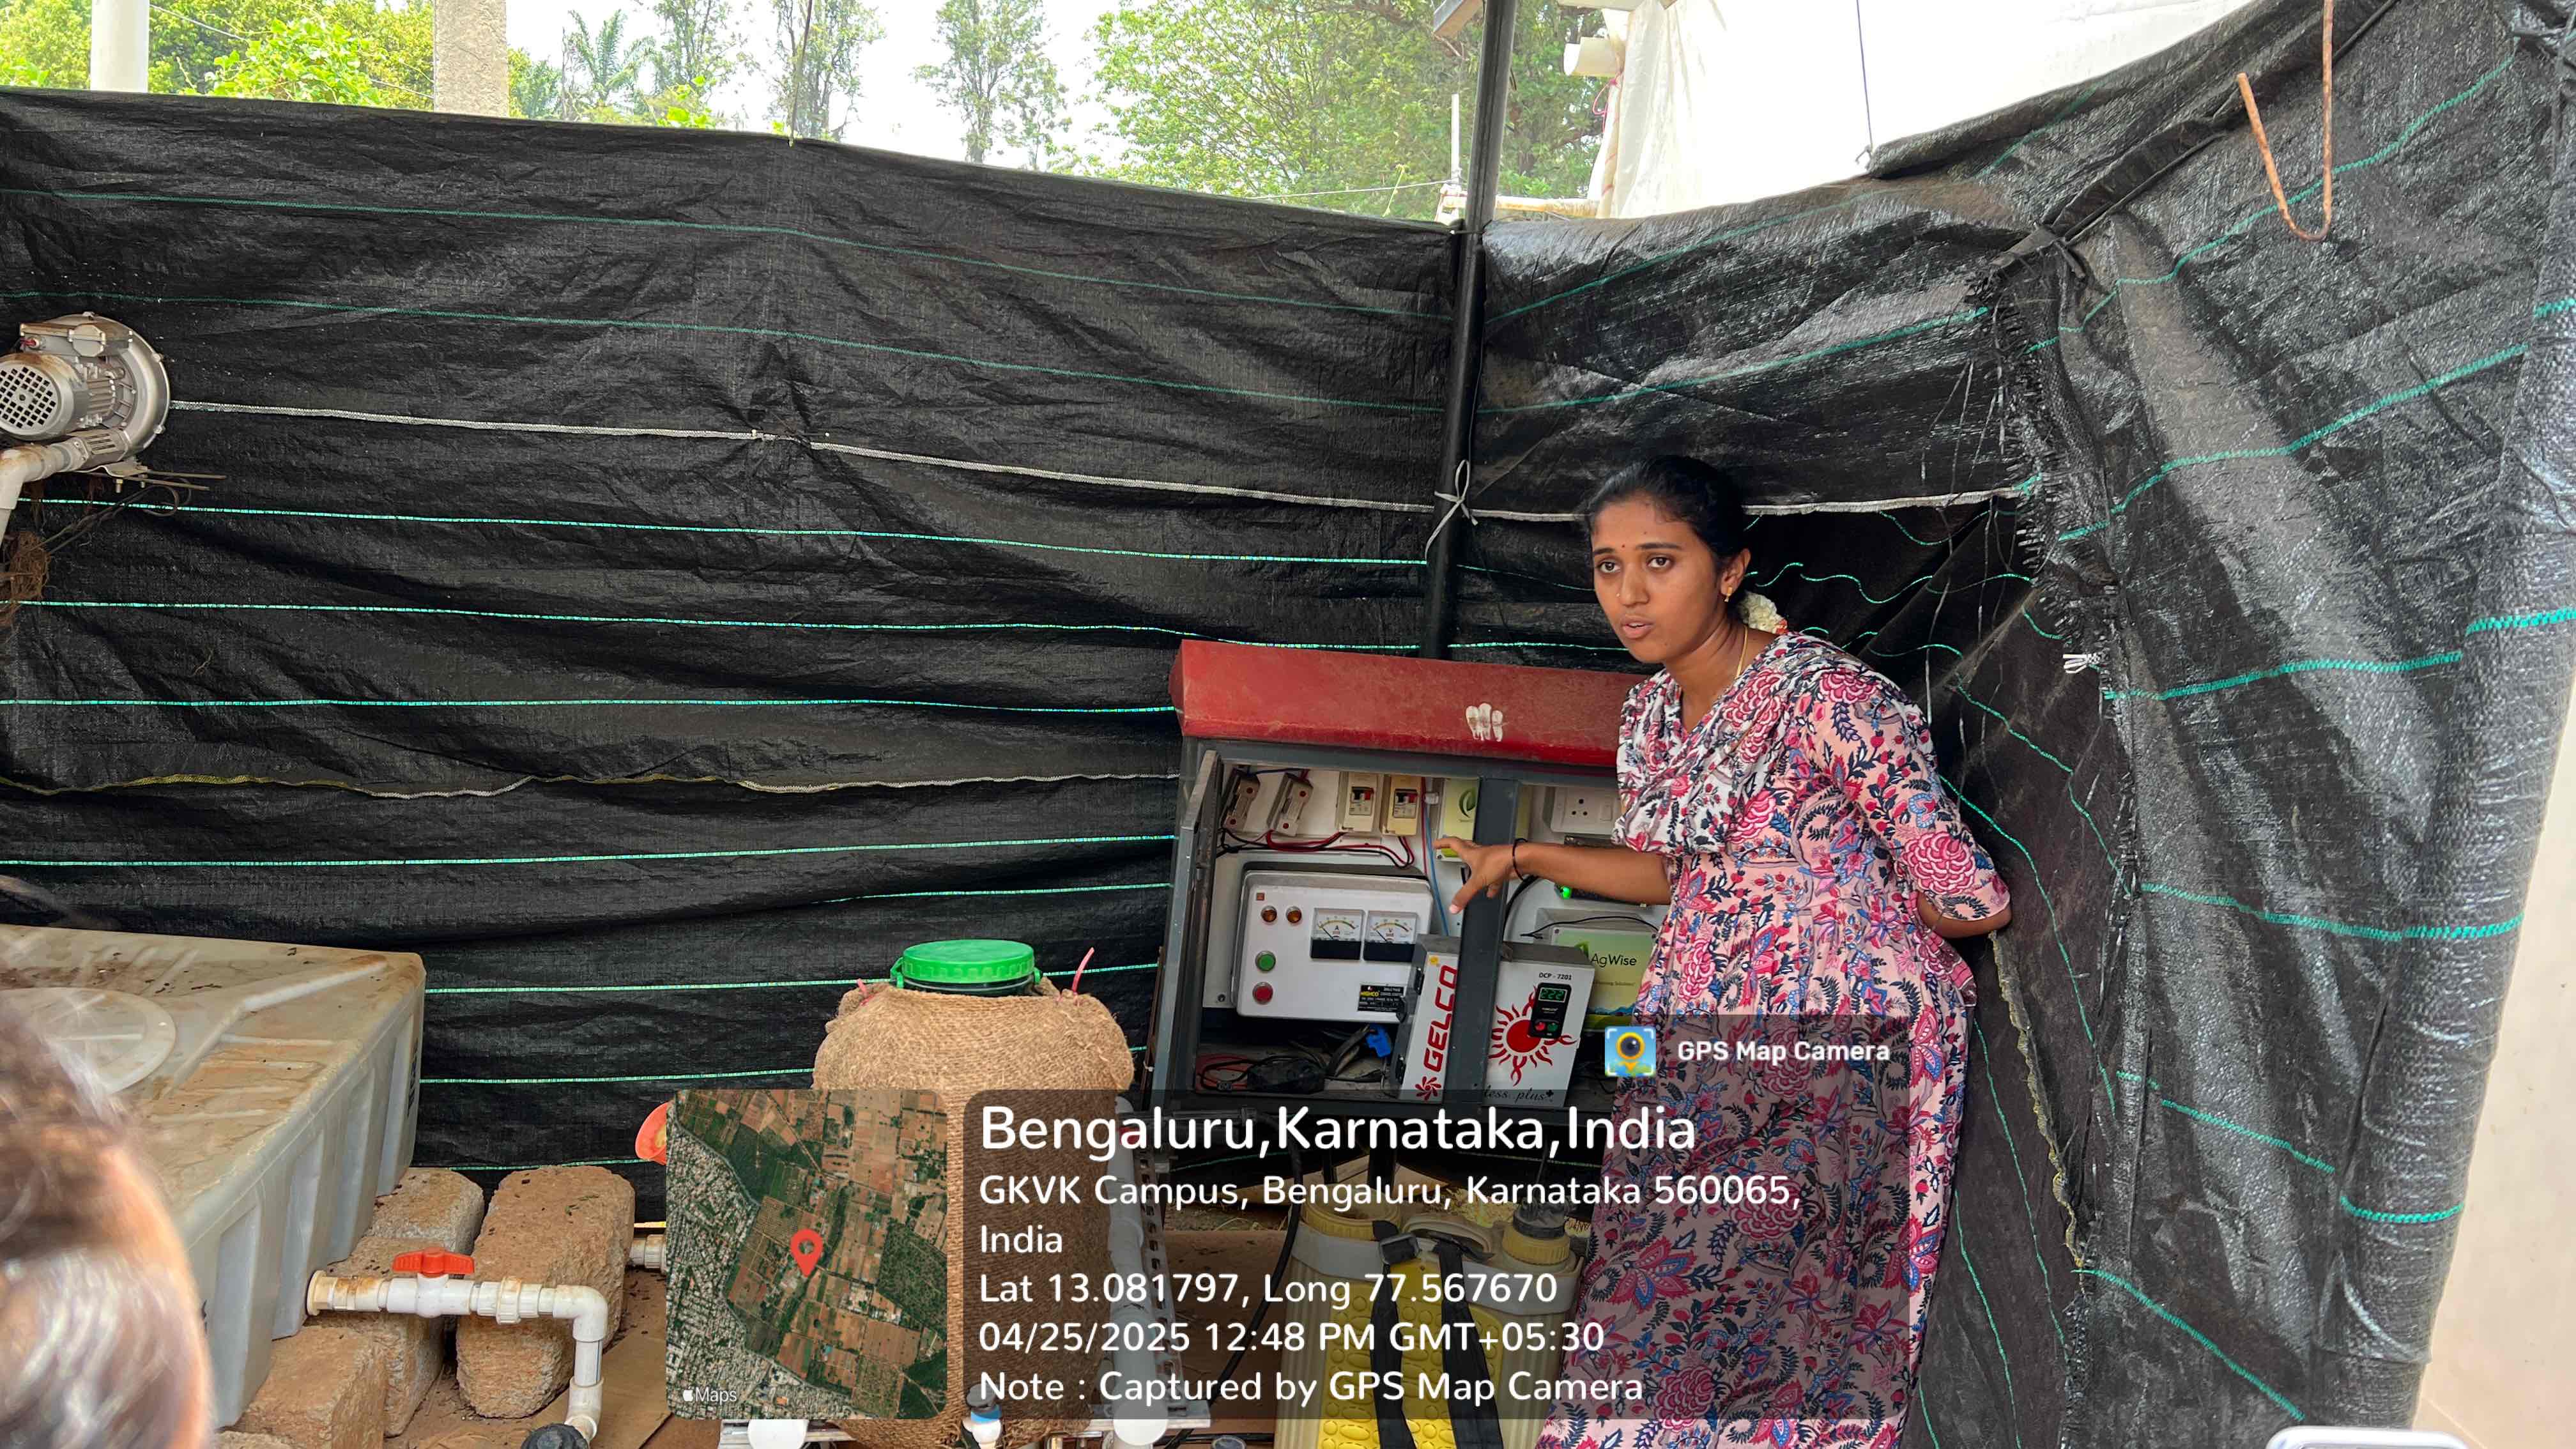 AgWise
DCP - 7201
GELCO
less plus+
GPS Map Camera
Bengaluru,Karnataka,India
GKVK Campus, Bengaluru, Karnataka 560065,
India
Lat 13.081797, Long 77.567670
04/25/2025 12:48 PM GMT+05:30
Note : Captured by GPS Map Camera
Maps